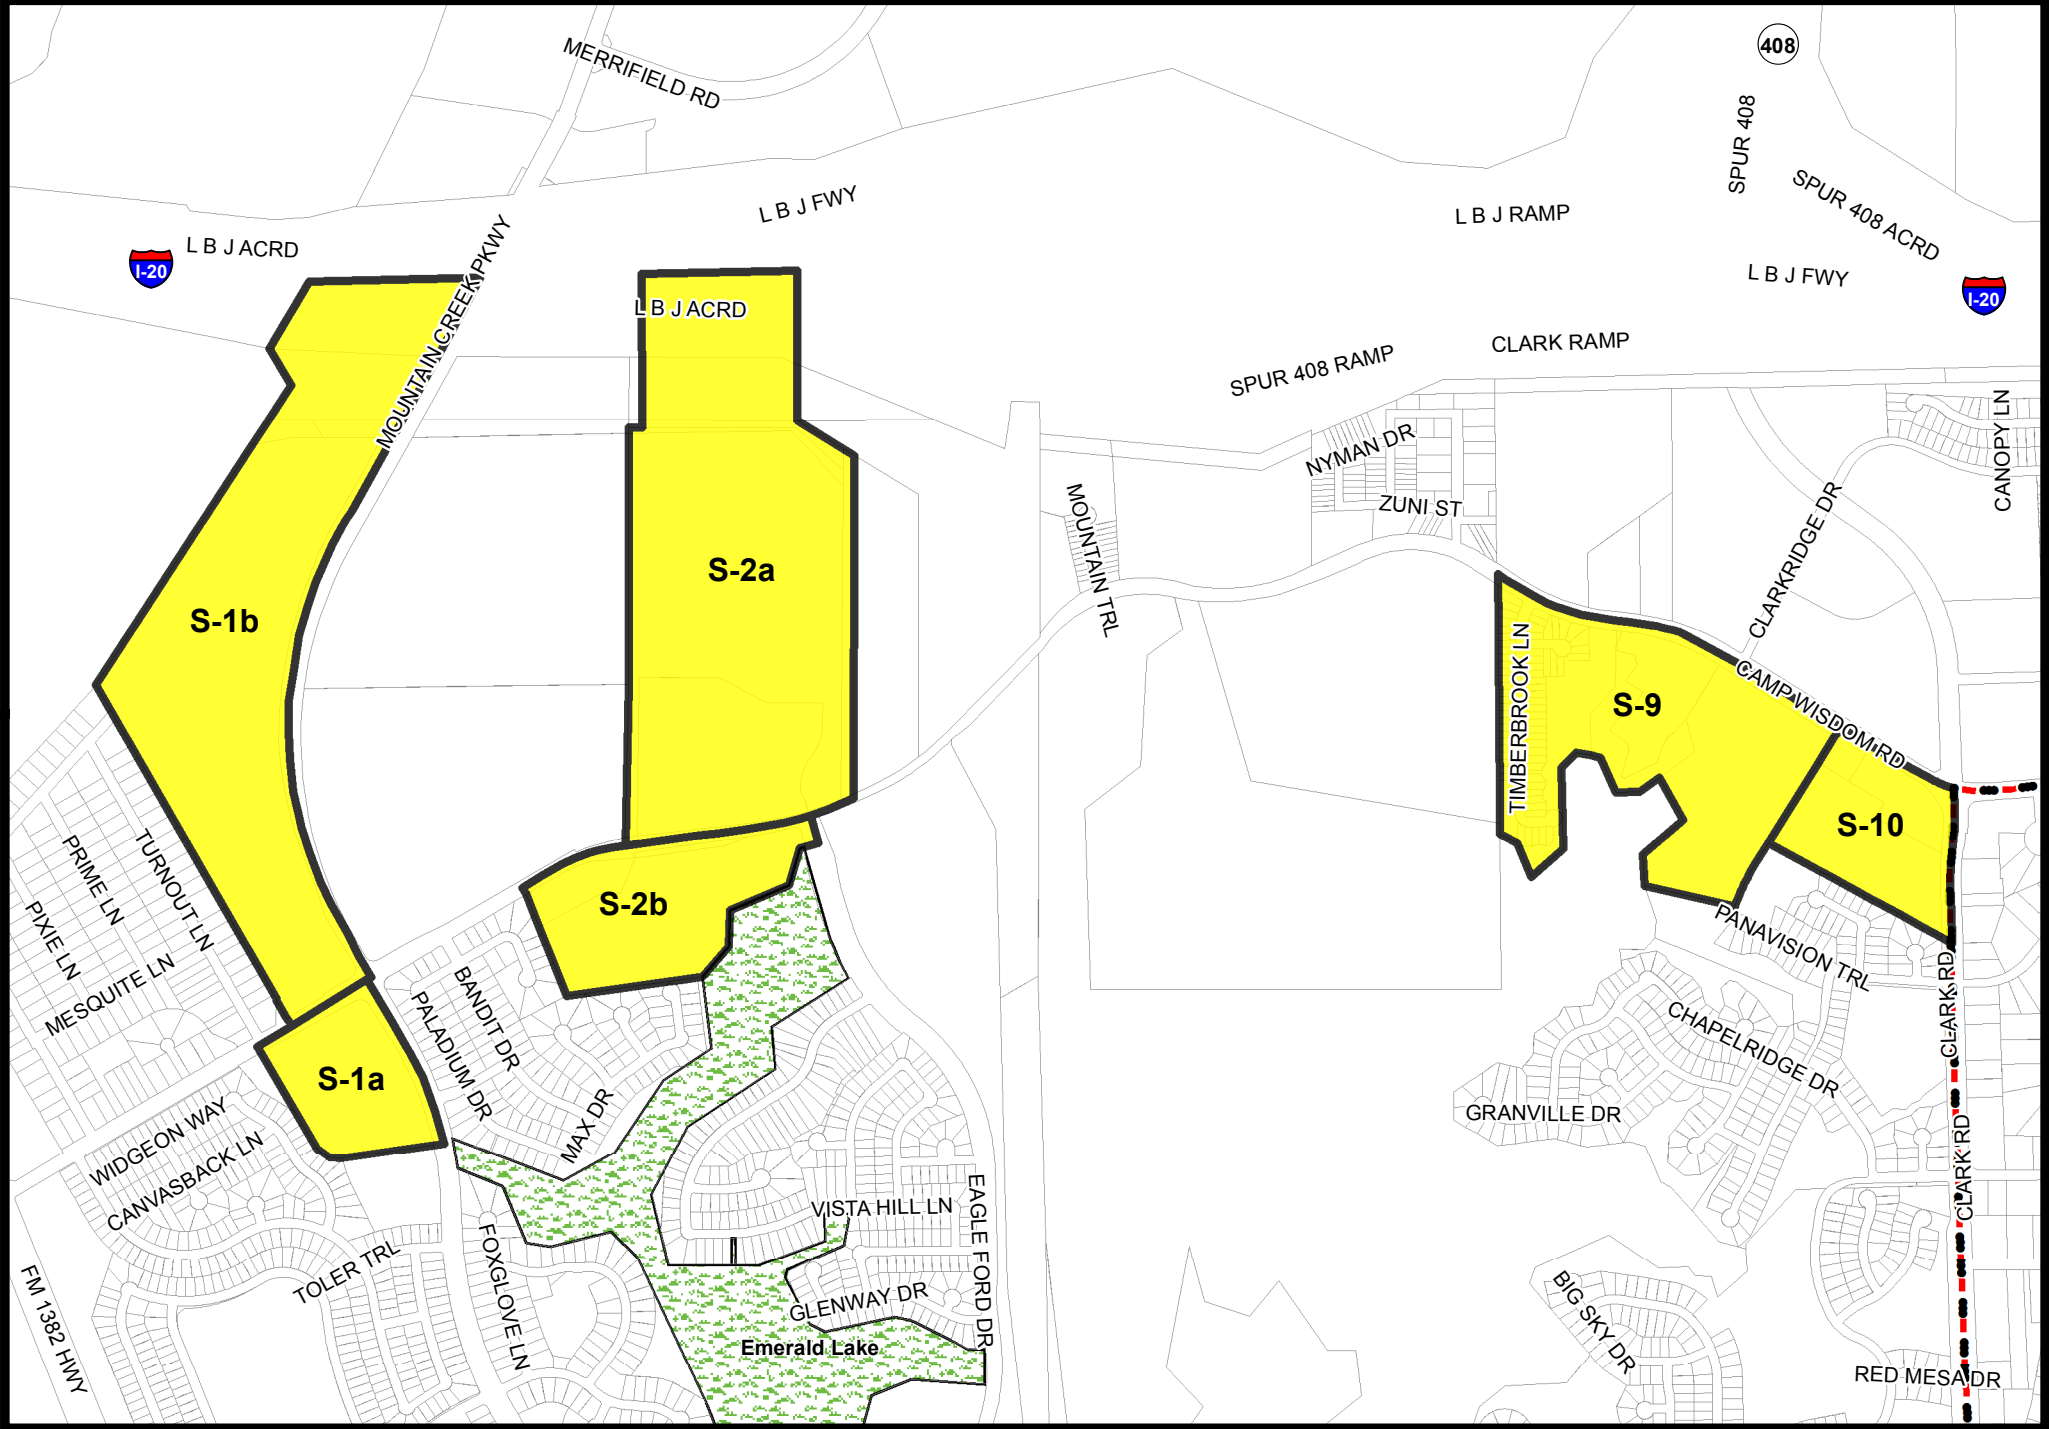 408
MERRIFIELD RD
SPUR 408
SPUR 408 ACRD
L B J FWY
L B J RAMP
L B J ACRD
I-20
MOUNTAIN CREEK PKWY
L B J FWY
I-20
L B J ACRD
CLARK RAMP
SPUR 408 RAMP
CANOPY LN
NYMAN DR
ZUNI ST
MOUNTAIN TRL
CLARKRIDGE DR
S-2a
S-1b
TIMBERBROOK LN
S-9
CAMP WISDOM RD
S-10
PRIME LN
TURNOUT LN
PIXIE LN
MESQUITE LN
S-2b
PANAVISION TRL
BANDIT DR
PALADIUM DR
CLARK RD
CHAPELRIDGE DR
S-1a
MAX DR
GRANVILLE DR
WIDGEON WAY
CANVASBACK LN
CLARK RD
VISTA HILL LN
EAGLE FORD DR
TOLER TRL
FOXGLOVE LN
FM 1382 HWY
GLENWAY DR
BIG SKY DR
Emerald Lake
RED MESA DR